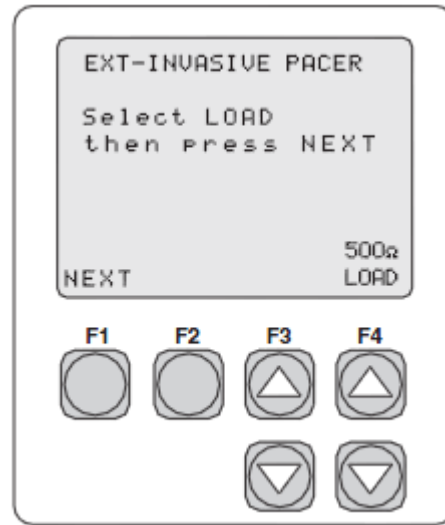 EXT-INVASIVE PACER
Select LOAD
then press NEXT
500Ω
NEXT LOAD
F1 F2 F3 F4